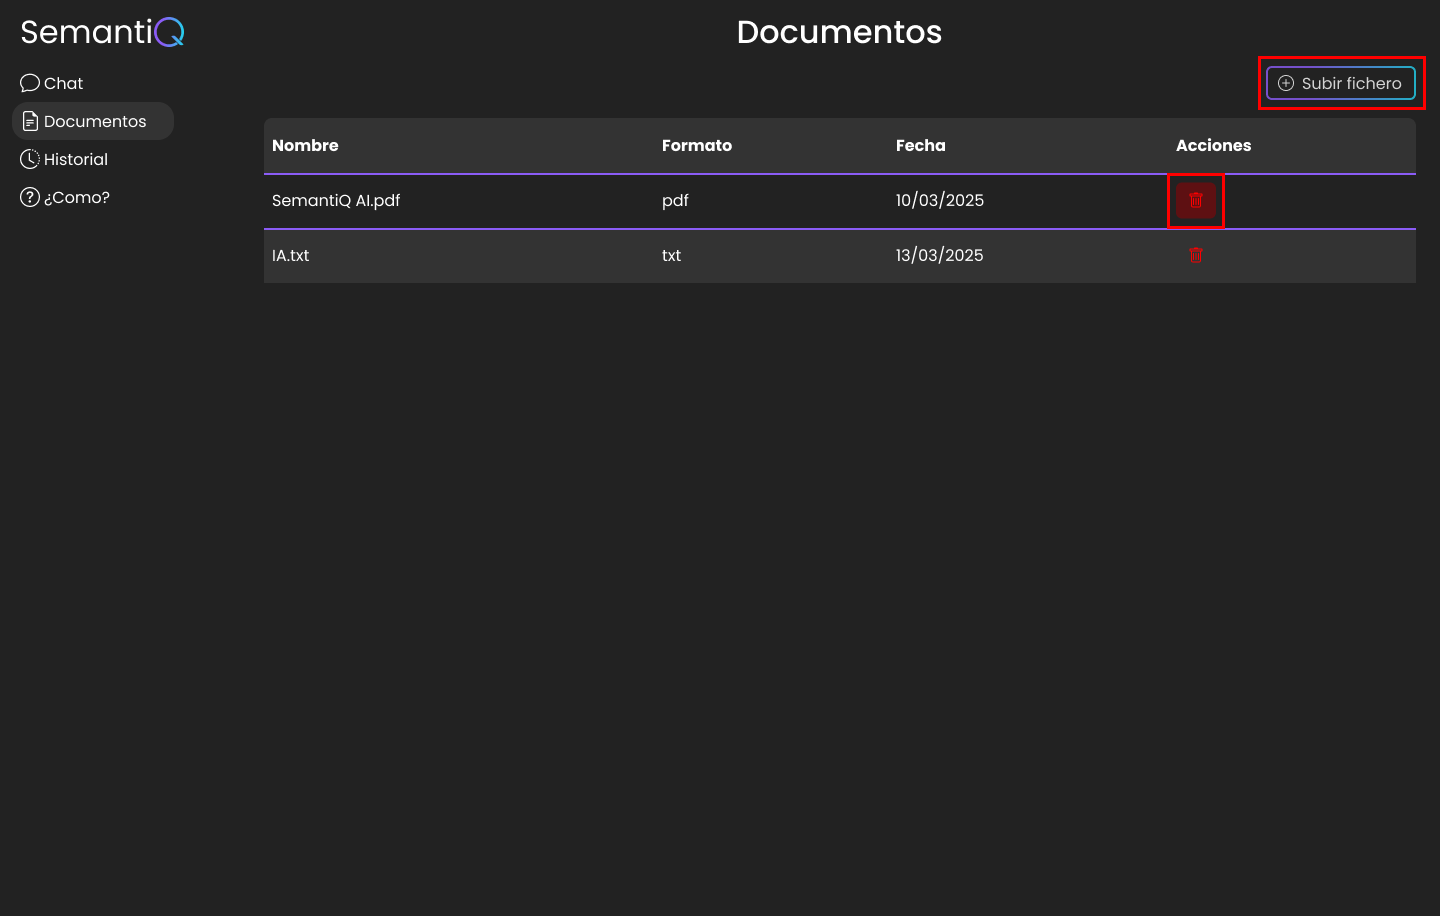 SemantiQ
Documentos
Chat
Subir fichero
Documentos
Historial
¿Como?
Nombre Formato Fecha Acciones
SemantiQ AI.pdf pdf 10/03/2025
IA.txt txt 13/03/2025